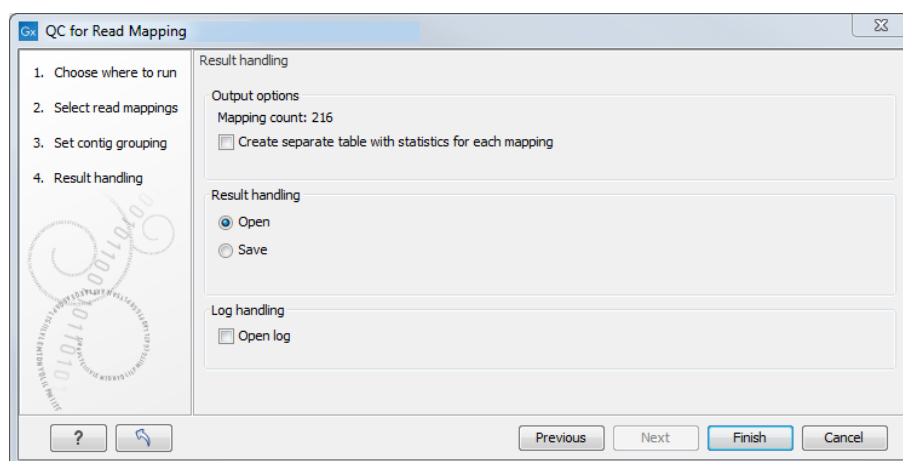 Gx QC for Read Mapping
1. Choose where to run
2. Select read mappings
3. Set contig grouping
4. Result handling
Result handling
Output options
Mapping count: 216
Create separate table with statistics for each mapping
Result handling
Open
Save
Log handling
Open log
?
Previous
Next
Finish
Cancel